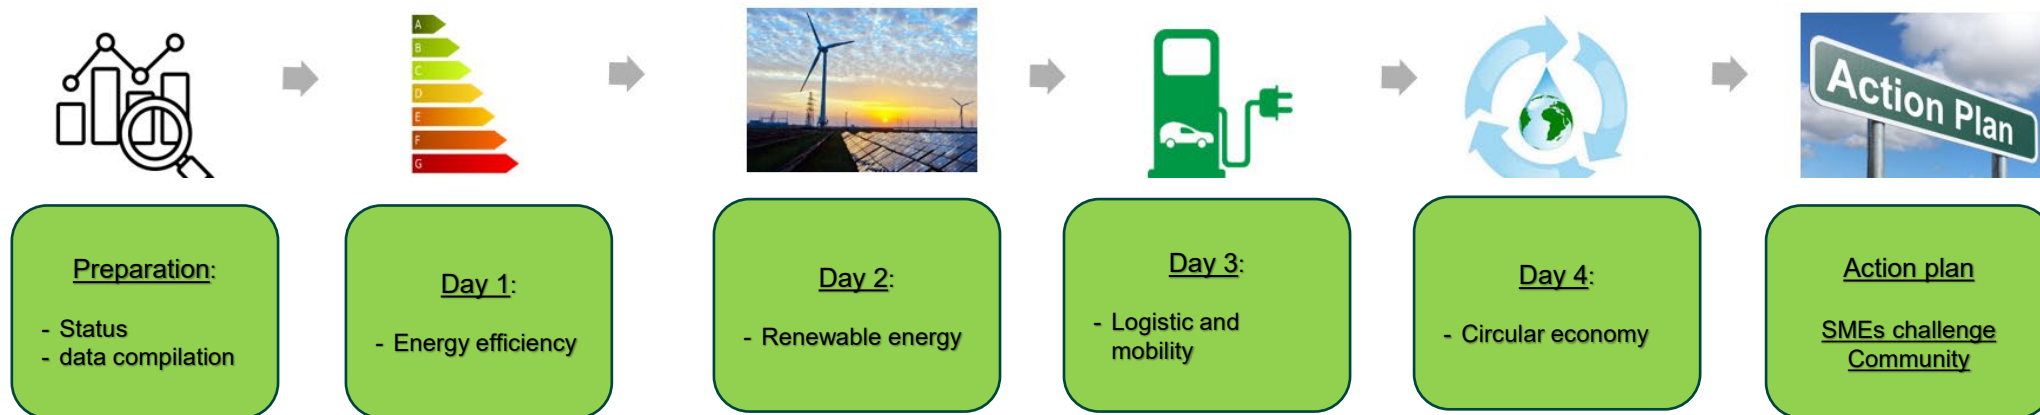 A
B
C
D
E
F
G
Action Plan
Preparation:
- Status
- data compilation
Day 1:
- Energy efficiency
Day 2:
- Renewable energy
Day 3:
- Logistic and
mobility
Day 4:
- Circular economy
Action plan
SMEs challenge
Community